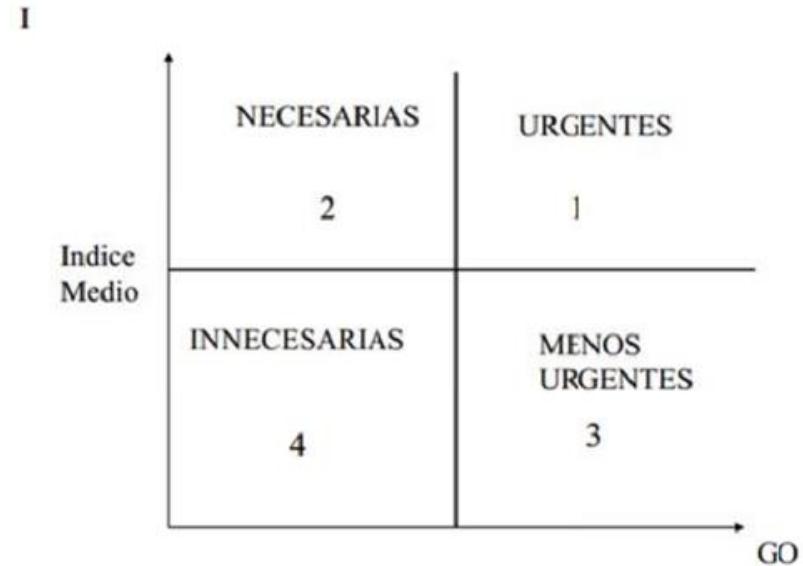 I
NECESARIAS
URGENTES
2
1
Indice
Medio
INNECESARIAS
MENOS
URGENTES
4
3
GO